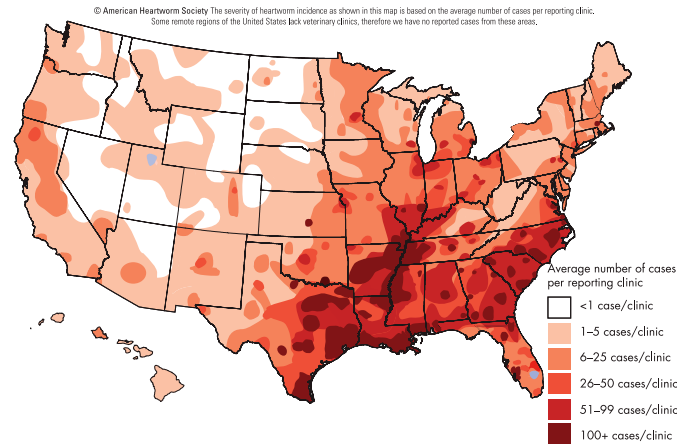 © American Heartworm Society The severity of heartworm incidence as shown in this map is based on the average number of cases per reporting clinic.
Some remote regions of the United States lack veterinary clinics, therefore we have no reported cases from these areas.
Average number of cases
per reporting clinic
<1 case/clinic
1–5 cases/clinic
6–25 cases/clinic
26–50 cases/clinic
51–99 cases/clinic
100+ cases/clinic